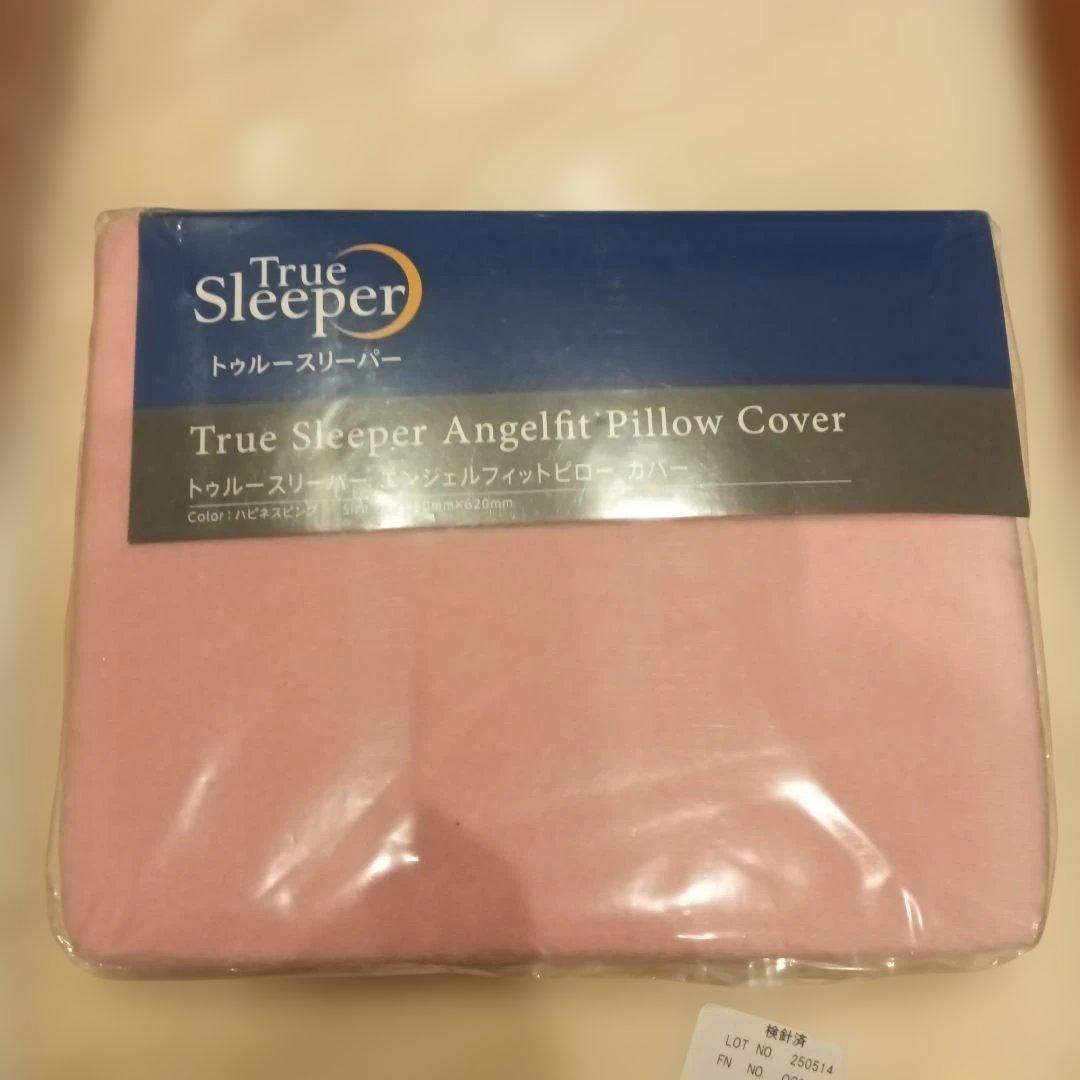 True
Sleeper
トゥルースリーパー
True Sleeper Angelfit Pillow Cover
トゥルースリーパー エンジェルフィットピロー カバー
Color：ハピネスピンク mm×620mm
検針済
LOT NO. 250514
FN NO.